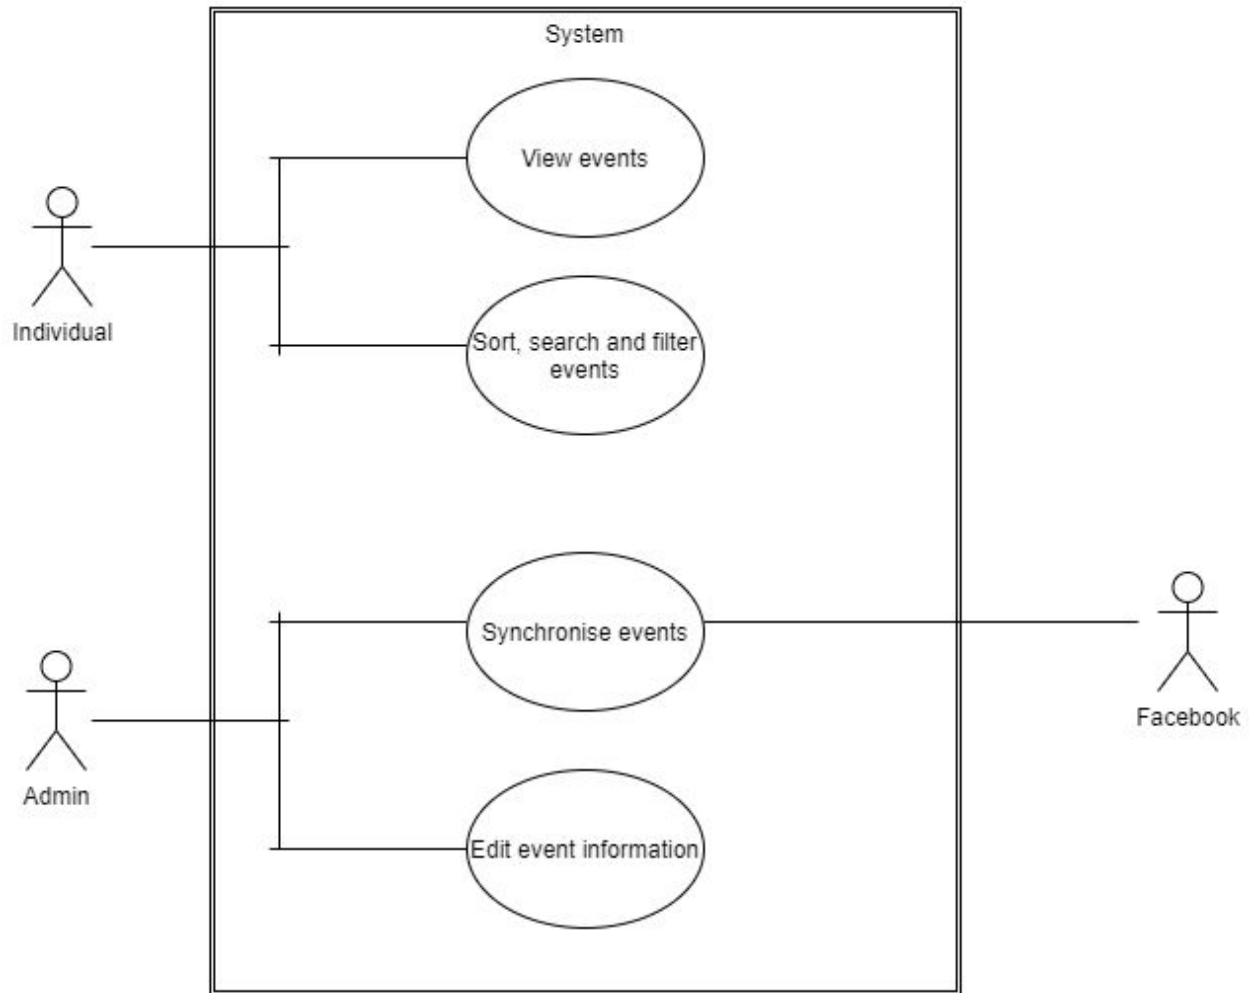 System
View events
Individual
Sort, search and filter
events
Synchronise events
Facebook
Admin
Edit event information